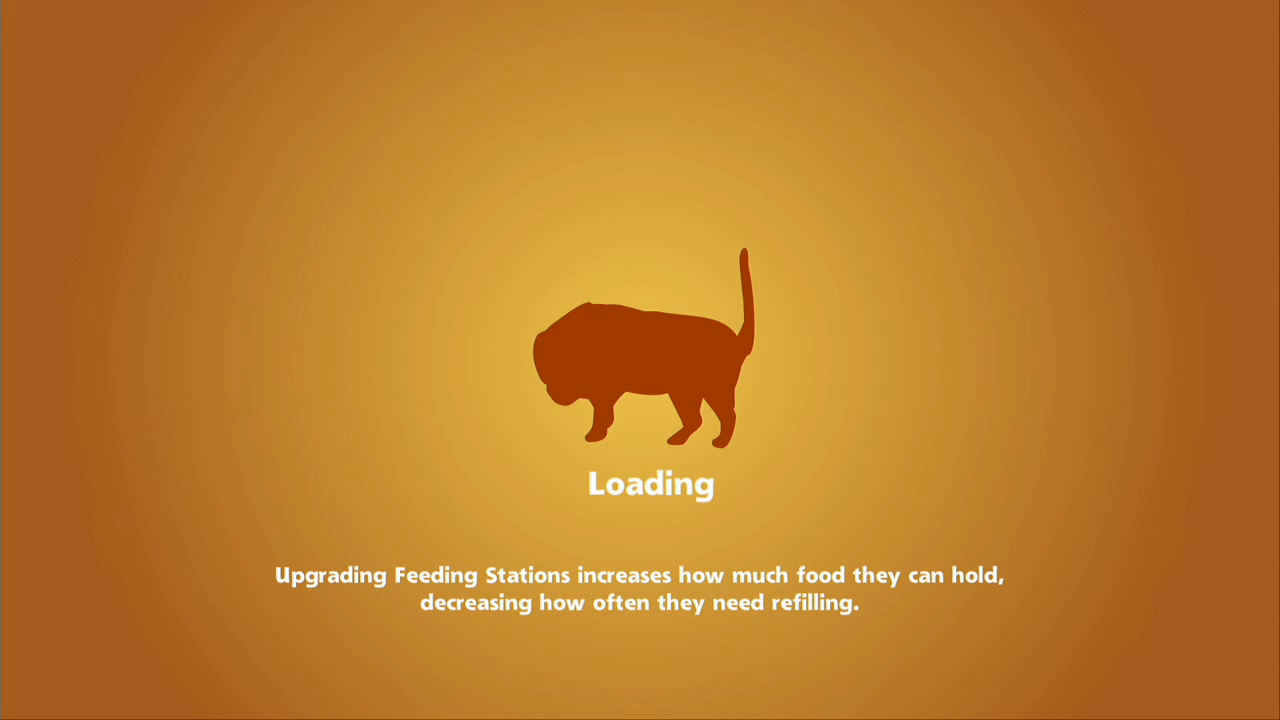 Loading
Upgrading Feeding Stations increases how much food they can hold,
decreasing how often they need refilling.